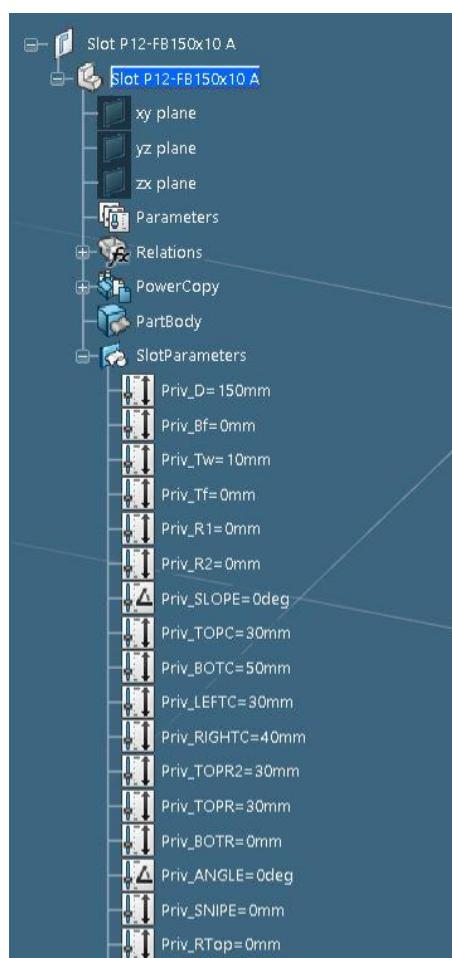 Slot P12-FB150x10 A
Slot P12-FB150x10 A
xy plane
yz plane
zx plane
Parameters
Relations
PowerCopy
PartBody
SlotParameters
Priv_D=150mm
Priv_Bf=0mm
Priv_Tw=10mm
Priv_Tf=0mm
Priv_R1=0mm
Priv_R2=0mm
Priv_SLOPE=0deg
Priv_TOPC=30mm
Priv_BOTC=50mm
Priv_LEFTC=30mm
Priv_RIGHTC=40mm
Priv_TOPR2=30mm
Priv_TOPR=30mm
Priv_BOTR=0mm
Priv_ANGLE=0deg
Priv_SNIPE=0mm
Priv_RTop=0mm